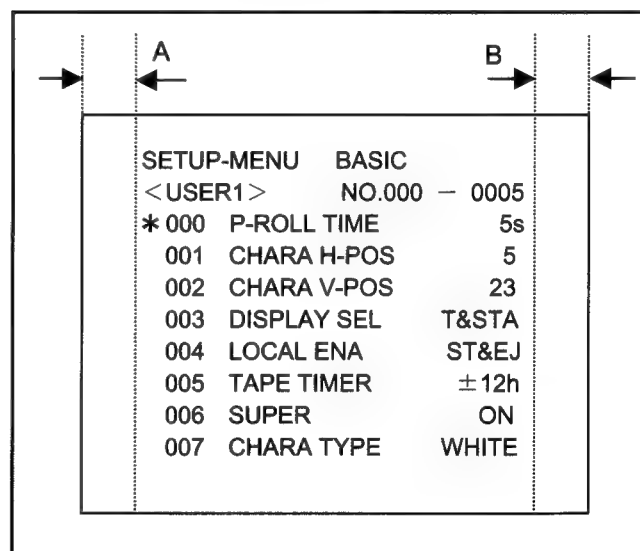 A B
SETUP-MENU BASIC
<USER1> NO.000 － 0005
*000 P-ROLL TIME 5s
001 CHARA H-POS 5
002 CHARA V-POS 23
003 DISPLAY SEL T&STA
004 LOCAL ENA ST&EJ
005 TAPE TIMER ±12h
006 SUPER ON
007 CHARA TYPE WHITE